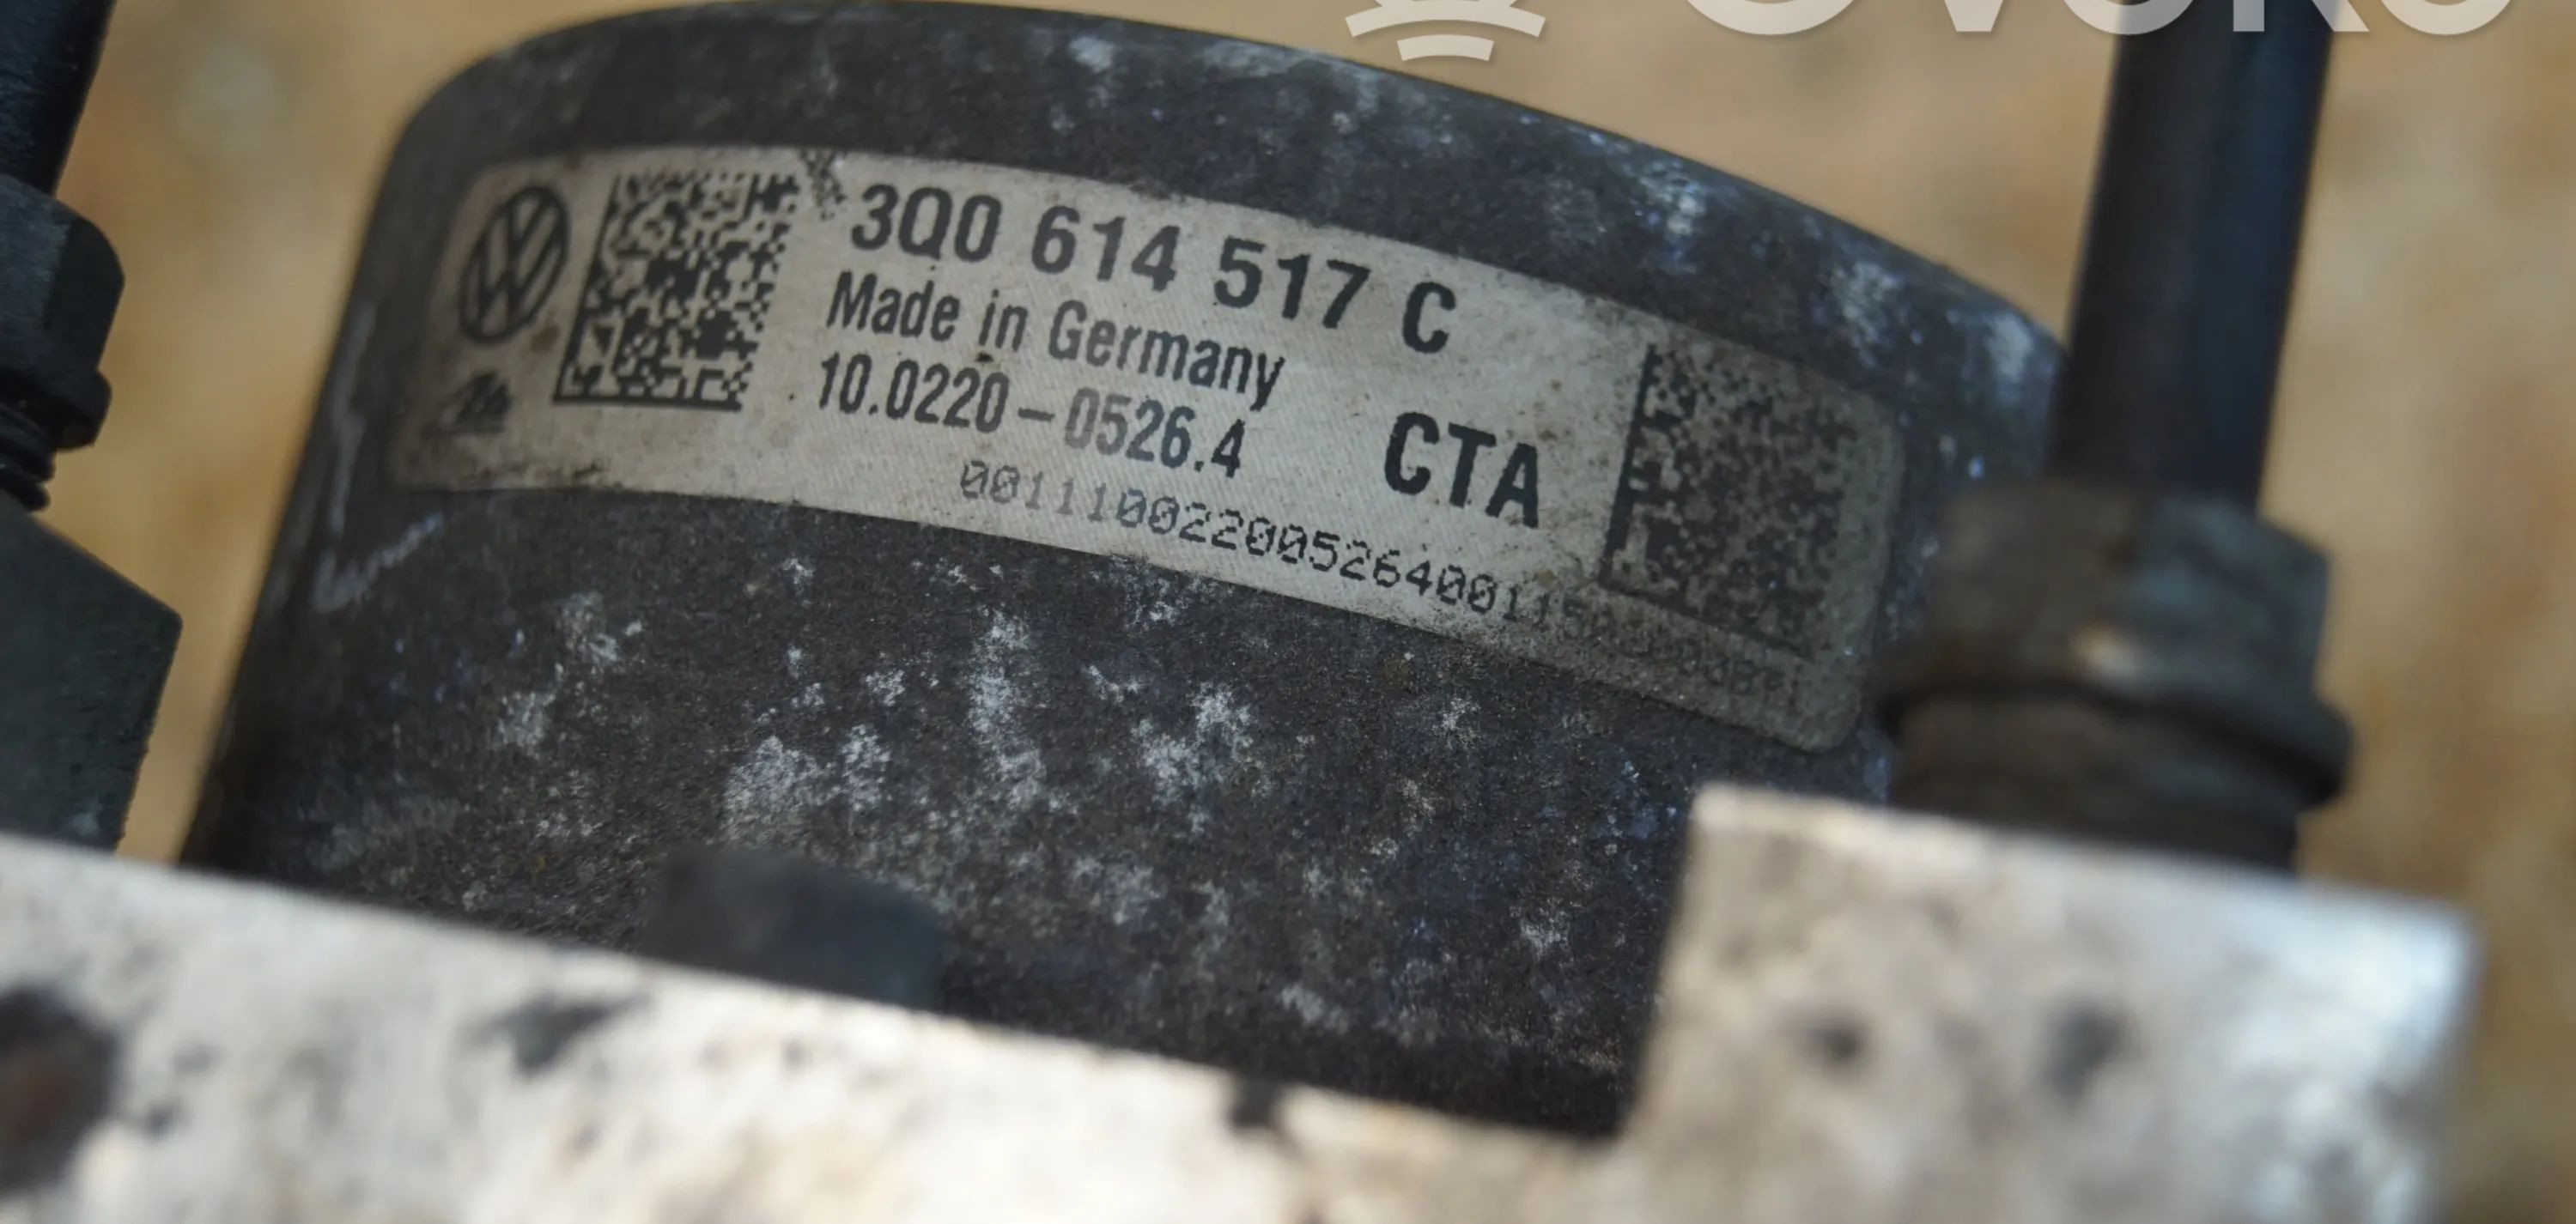 3Q0 614 517 C
Made in Germany
10.0220-0526.4 CTA